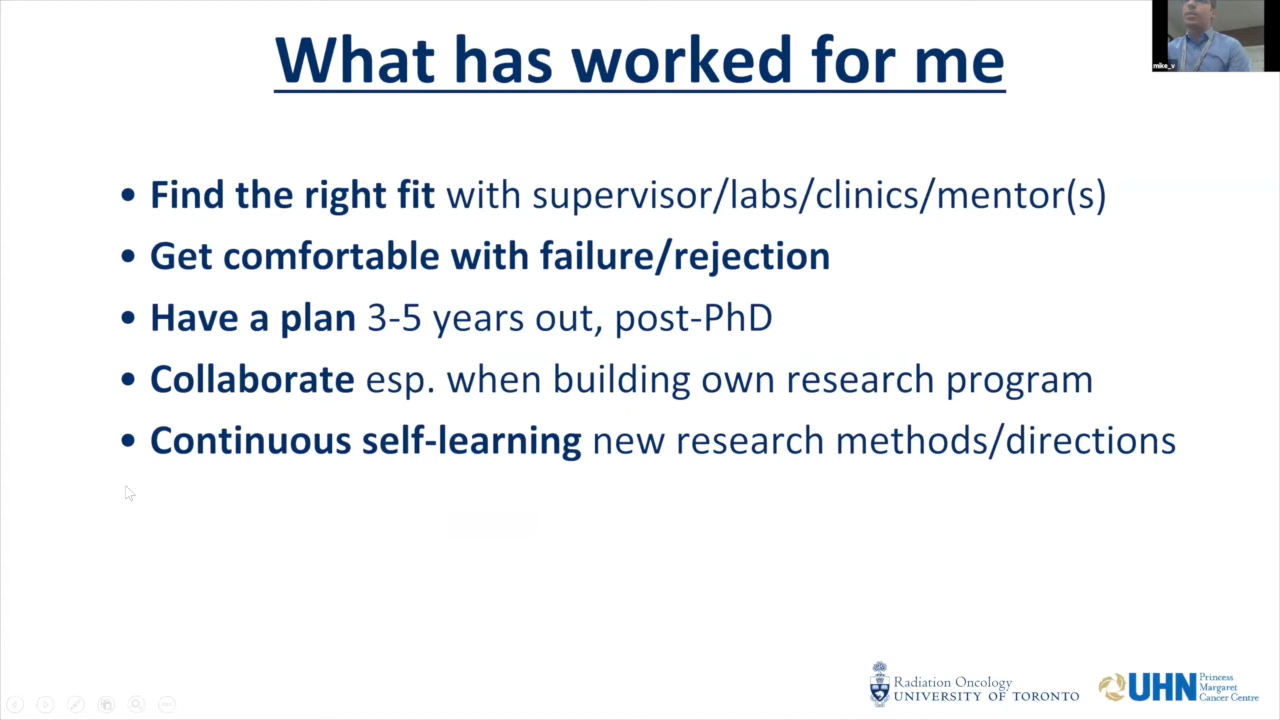 What has worked for me
mike_v
• Find the right fit with supervisor/labs/clinics/mentor(s)
• Get comfortable with failure/rejection
• Have a plan 3-5 years out, post-PhD
• Collaborate esp. when building own research program
• Continuous self-learning new research methods/directions
Radiation Oncology
UNIVERSITY OF TORONTO
UHN
Princess
Margaret
Cancer Centre